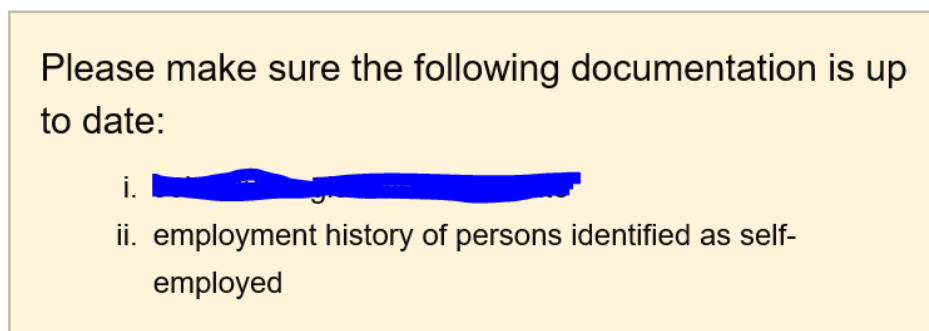 Please make sure the following documentation is up
to date:
i.
ii. employment history of persons identified as self-
employed